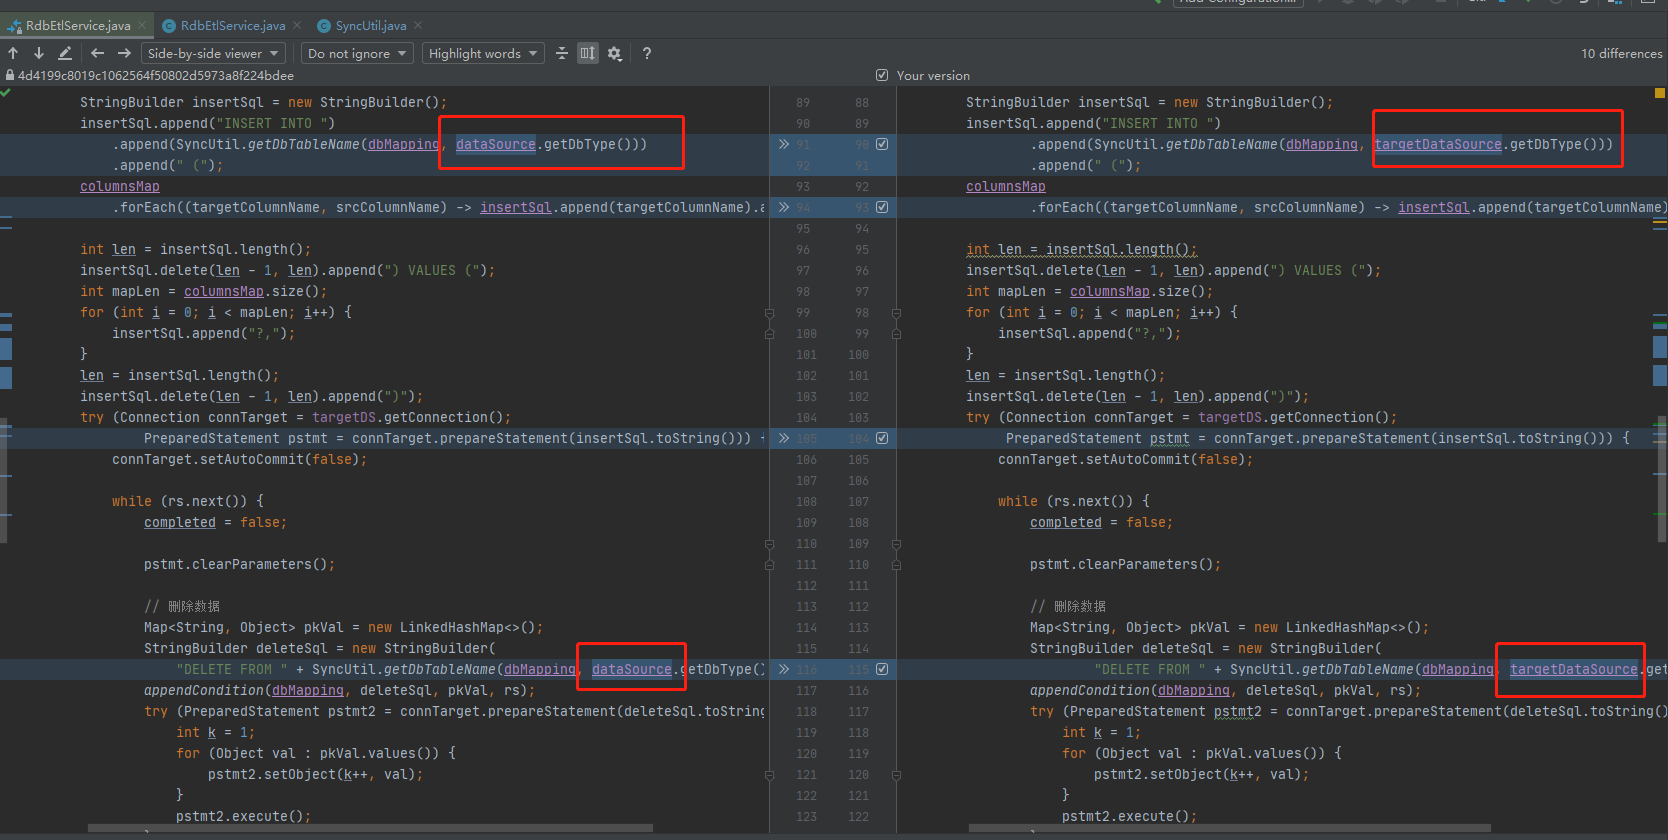 RdbEtlService.java
RdbEtlService.java
SyncUtil.java
Side-by-side viewer
Do not ignore
Highlight words
?
10 differences
4d4199c8019c1062564f50802d5973a8f224bdee
Your version
StringBuilder insertSql = new StringBuilder();
insertSql.append("INSERT INTO ")
.append(SyncUtil.getDbTableName(dbMapping, dataSource.getDbType()))
.append(" (");
columnsMap
.forEach((targetColumnName, srcColumnName) -> insertSql.append(targetColumnName).a
int len = insertSql.length();
insertSql.delete(len - 1, len).append(") VALUES (");
int mapLen = columnsMap.size();
for (int i = 0; i < mapLen; i++) {
insertSql.append("?,");
}
len = insertSql.length();
insertSql.delete(len - 1, len).append(")");
try (Connection connTarget = targetDS.getConnection();
PreparedStatement pstmt = connTarget.prepareStatement(insertSql.toString())) {
connTarget.setAutoCommit(false);
while (rs.next()) {
completed = false;
pstmt.clearParameters();
// 删除数据
Map<String, Object> pkVal = new LinkedHashMap<>();
StringBuilder deleteSql = new StringBuilder(
"DELETE FROM " + SyncUtil.getDbTableName(dbMapping, dataSource.getDbType()
appendCondition(dbMapping, deleteSql, pkVal, rs);
try (PreparedStatement pstmt2 = connTarget.prepareStatement(deleteSql.toString
int k = 1;
for (Object val : pkVal.values()) {
pstmt2.setObject(k++, val);
}
pstmt2.execute();
89 88
90 89
91 90
92 91
93 92
94 93
95 94
96 95
97 96
98 97
99 98
100 99
101 100
102 101
103 102
104 103
105 104
106 105
107 106
108 107
109 108
110 109
111 110
112 111
113 112
114 113
115 114
116 115
117 116
118 117
119 118
120 119
121 120
122 121
123 122
StringBuilder insertSql = new StringBuilder();
insertSql.append("INSERT INTO ")
.append(SyncUtil.getDbTableName(dbMapping, targetDataSource.getDbType()))
.append(" (");
columnsMap
.forEach((targetColumnName, srcColumnName) -> insertSql.append(targetColumnName)
int len = insertSql.length();
insertSql.delete(len - 1, len).append(") VALUES (");
int mapLen = columnsMap.size();
for (int i = 0; i < mapLen; i++) {
insertSql.append("?,");
}
len = insertSql.length();
insertSql.delete(len - 1, len).append(")");
try (Connection connTarget = targetDS.getConnection();
PreparedStatement pstmt = connTarget.prepareStatement(insertSql.toString())) {
connTarget.setAutoCommit(false);
while (rs.next()) {
completed = false;
pstmt.clearParameters();
// 删除数据
Map<String, Object> pkVal = new LinkedHashMap<>();
StringBuilder deleteSql = new StringBuilder(
"DELETE FROM " + SyncUtil.getDbTableName(dbMapping, targetDataSource.get
appendCondition(dbMapping, deleteSql, pkVal, rs);
try (PreparedStatement pstmt2 = connTarget.prepareStatement(deleteSql.toString()
int k = 1;
for (Object val : pkVal.values()) {
pstmt2.setObject(k++, val);
}
pstmt2.execute();